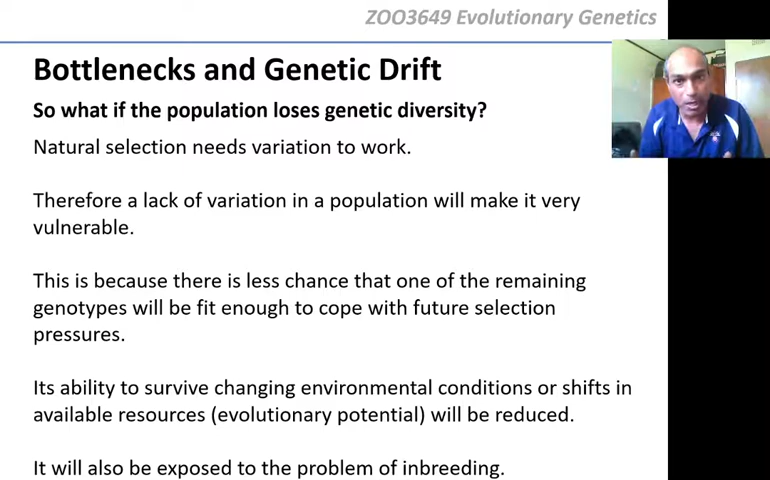 ZOO3649 Evolutionary Genetics
Bottlenecks and Genetic Drift
So what if the population loses genetic diversity?
Natural selection needs variation to work.
Therefore a lack of variation in a population will make it very
vulnerable.
This is because there is less chance that one of the remaining
genotypes will be fit enough to cope with future selection
pressures.
Its ability to survive changing environmental conditions or shifts in
available resources (evolutionary potential) will be reduced.
It will also be exposed to the problem of inbreeding.